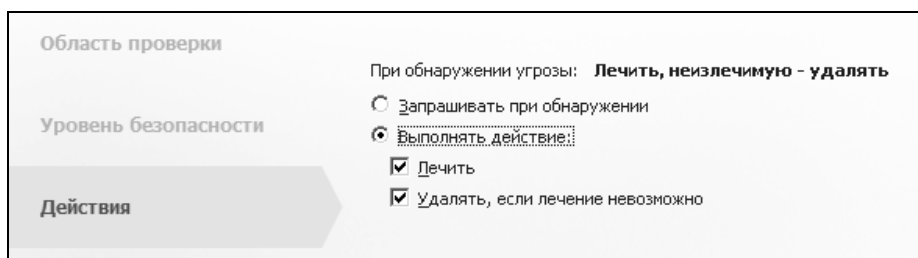 Область проверки
При обнаружении угрозы: Лечить, неизлечимую - удалять
Запрашивать при обнаружении
Уровень безопасности
Выполнять действие:
Лечить
Удалять, если лечение невозможно
Действия